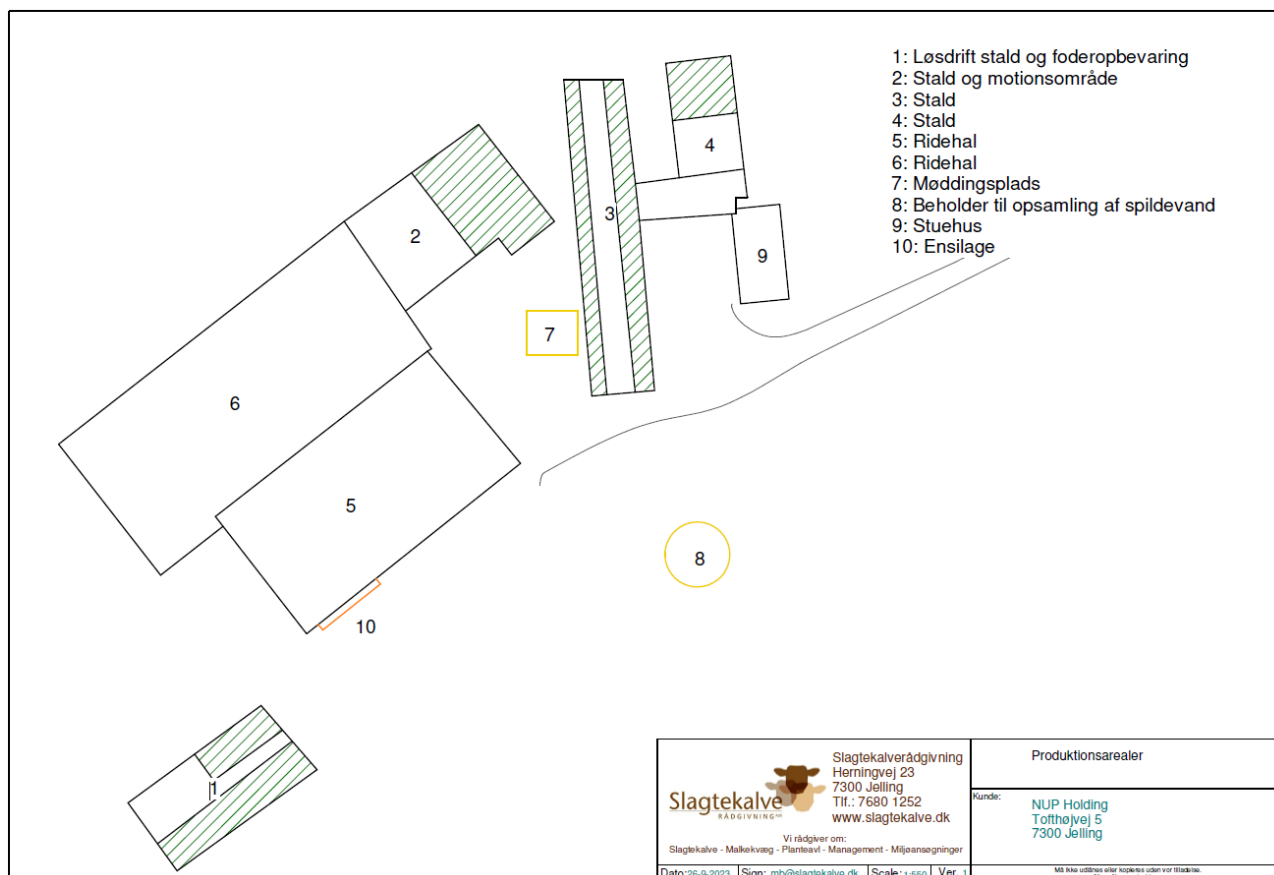 1: Løsdrift stald og foderopbevaring
2: Stald og motionsområde
3: Stald
4: Stald
5: Ridehal
6: Ridehal
7: Møddingsplads
8: Beholder til opsamling af spildevand
9: Stuehus
10: Ensilage
4
3
2
9
7
6
5
8
10
1
Slagtekalve
RÅDGIVNING
Slagtekalverådgivning
Herningvej 23
7300 Jelling
Tlf.: 7680 1252
www.slagtekalve.dk
Vi rådgiver om:
Slagtekalve - Malkekvæg - Planteavl - Management - Miljøansøgninger
Dato: 26-9-2023 Sign: mb@slagtekalve.dk Scale: 1:550 Ver. 1
Produktionsarealer
Kunde:
NUP Holding
Tofthøjvej 5
7300 Jelling
Må ikke udlånes eller kopieres uden vor tilladelse.